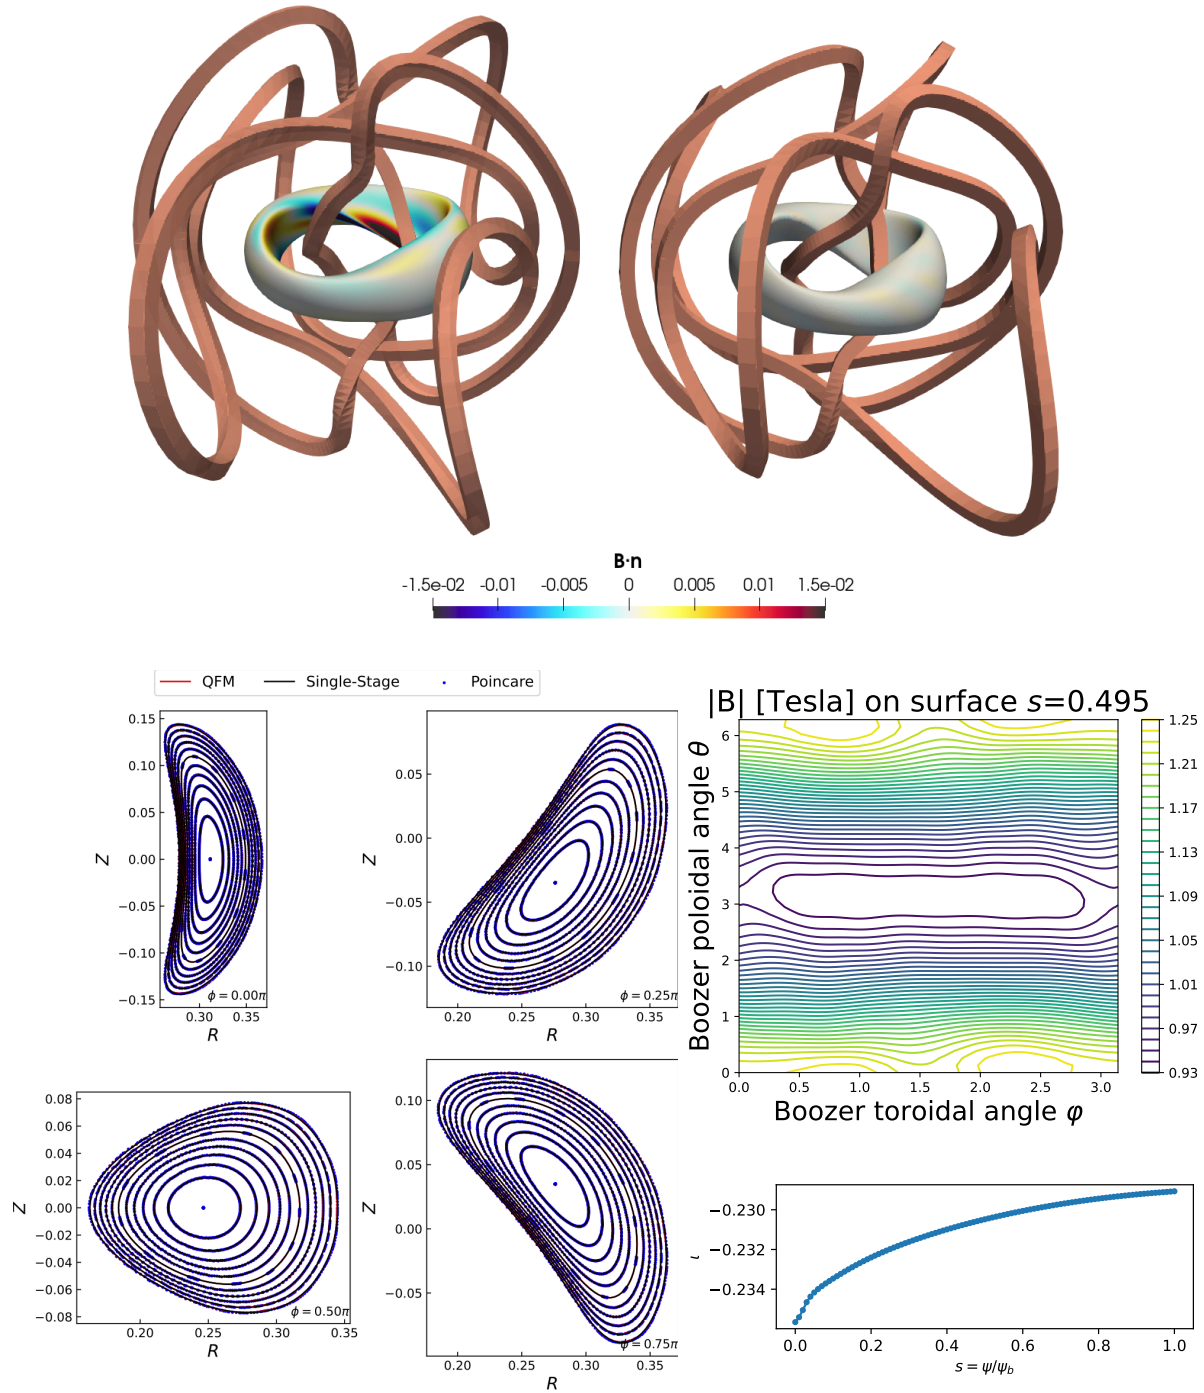 B·n
-1.5e-02 -0.01 -0.005 0 0.005 0.01 1.5e-02
QFM Single-Stage Poincare
0.15
0.10
0.05
0.00
−0.05
−0.10
−0.15
Z
ϕ = 0.00π
0.30 0.35
R
0.05
0.00
−0.05
−0.10
Z
ϕ = 0.25π
0.20 0.25 0.30 0.35
R
|B| [Tesla] on surface s=0.495
6
5
4
3
2
1
0
Boozer poloidal angle θ
0.0 0.5 1.0 1.5 2.0 2.5 3.0
Boozer toroidal angle φ
1.25
1.21
1.17
1.13
1.09
1.05
1.01
0.97
0.93
0.08
0.06
0.04
0.02
0.00
−0.02
−0.04
−0.06
−0.08
Z
ϕ = 0.50π
0.20 0.25 0.30 0.35
R
0.10
0.05
0.00
−0.05
Z
ϕ = 0.75π
0.20 0.25 0.30 0.35
R
−0.230
−0.232
−0.234
ι
0.0 0.2 0.4 0.6 0.8 1.0
s = ψ/ψb